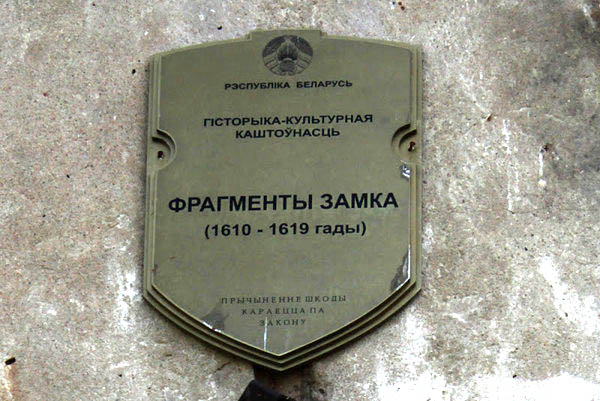 РЭСПУБЛІКА БЕЛАРУСЬ
ГІСТОРЫКА-КУЛЬТУРНАЯ
КАШТОЎНАСЦЬ
ФРАГМЕНТЫ ЗАМКА
(1610 - 1619 гады)
ПРЫЧЫНЕННЕ ШКОДЫ
КАРАЕЦЦА ПА
ЗАКОНУ